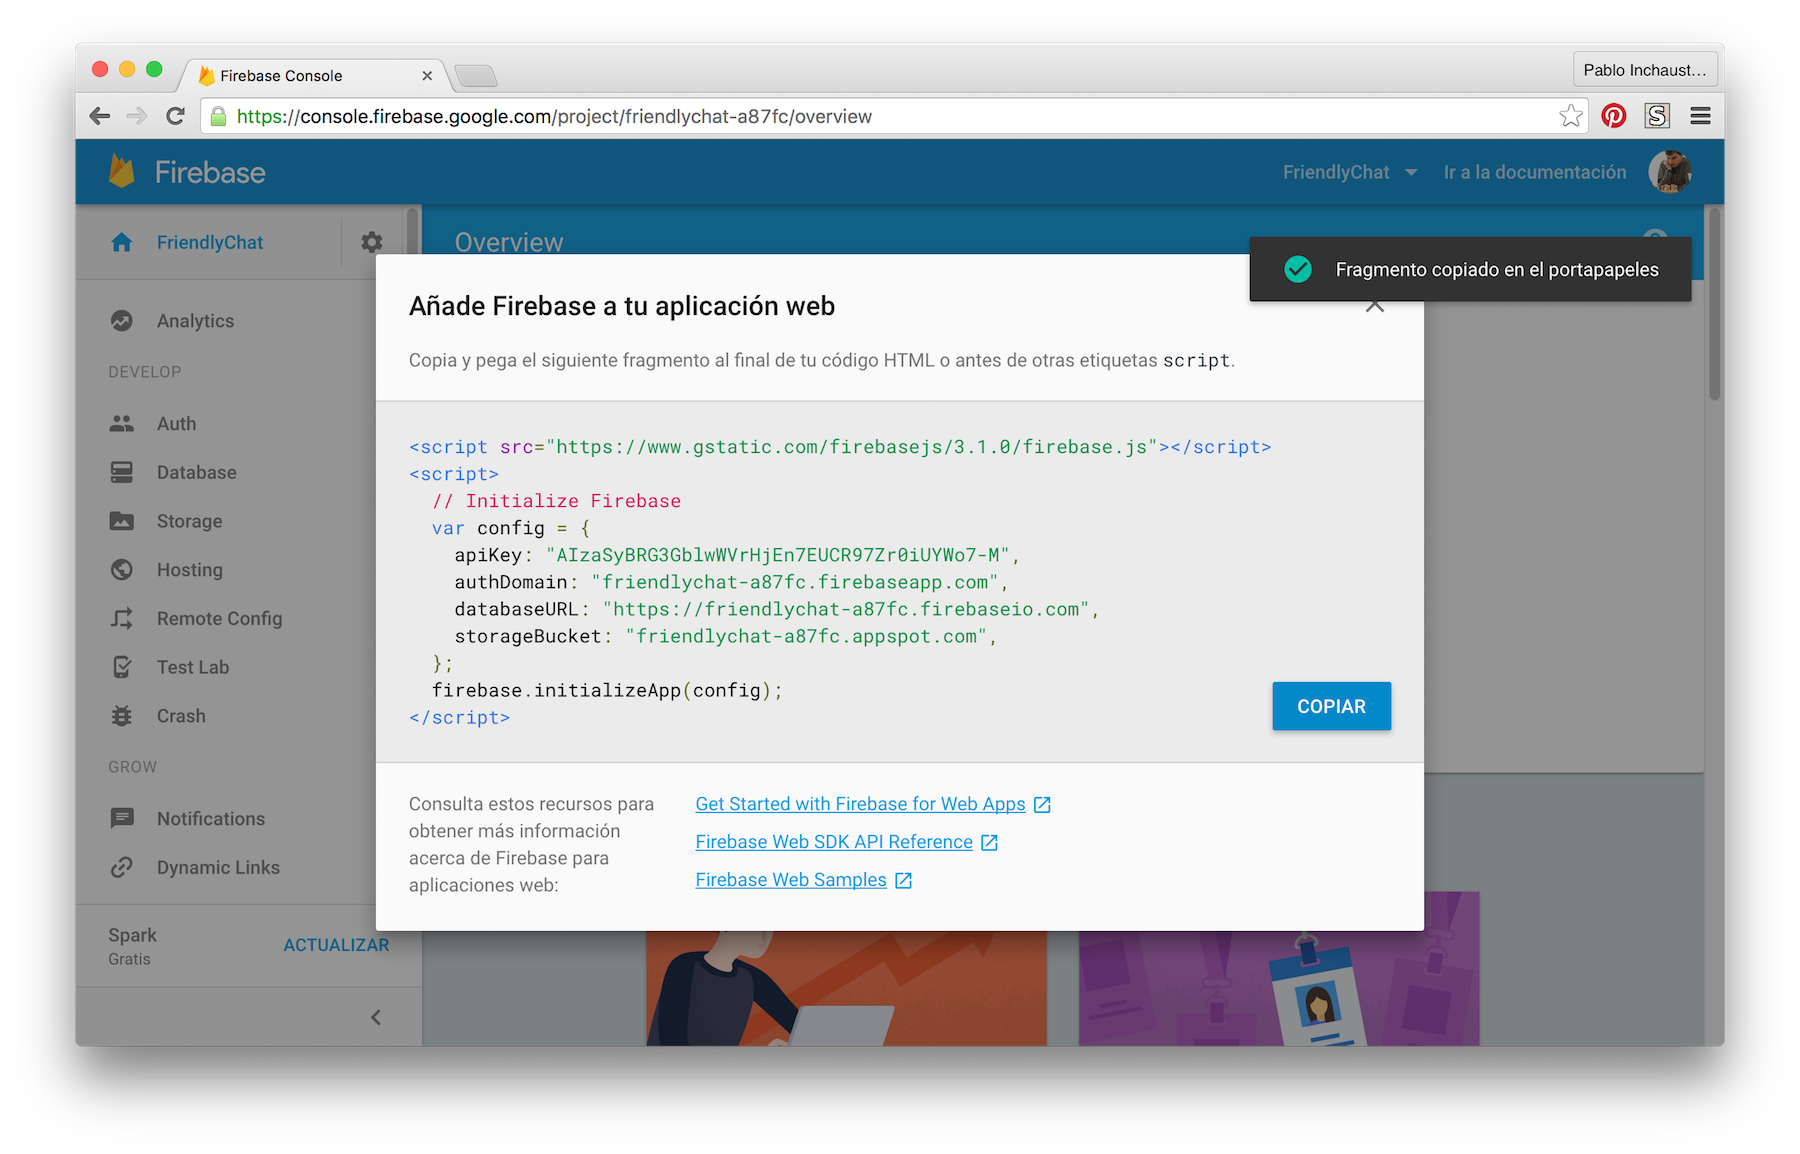 Firebase Console
Pablo Inchaust...
https://console.firebase.google.com/project/friendlychat-a87fc/overview
Firebase
FriendlyChat
Ir a la documentación
FriendlyChat
Overview
Fragmento copiado en el portapapeles
Analytics
DEVELOP
Auth
Database
Storage
Hosting
Remote Config
Test Lab
Crash
GROW
Notifications
Dynamic Links
Spark
Gratis
ACTUALIZAR
Añade Firebase a tu aplicación web
Copia y pega el siguiente fragmento al final de tu código HTML o antes de otras etiquetas script.
<script src="https://www.gstatic.com/firebasejs/3.1.0/firebase.js"></script>
<script>
// Initialize Firebase
var config = {
apiKey: "AIzaSyBRG3GblwWVrHjEn7EUCR97Zr0iUYWo7-M",
authDomain: "friendlychat-a87fc.firebaseapp.com",
databaseURL: "https://friendlychat-a87fc.firebaseio.com",
storageBucket: "friendlychat-a87fc.appspot.com",
};
firebase.initializeApp(config);
</script>
COPIAR
Consulta estos recursos para
obtener más información
acerca de Firebase para
aplicaciones web:
Get Started with Firebase for Web Apps
Firebase Web SDK API Reference
Firebase Web Samples